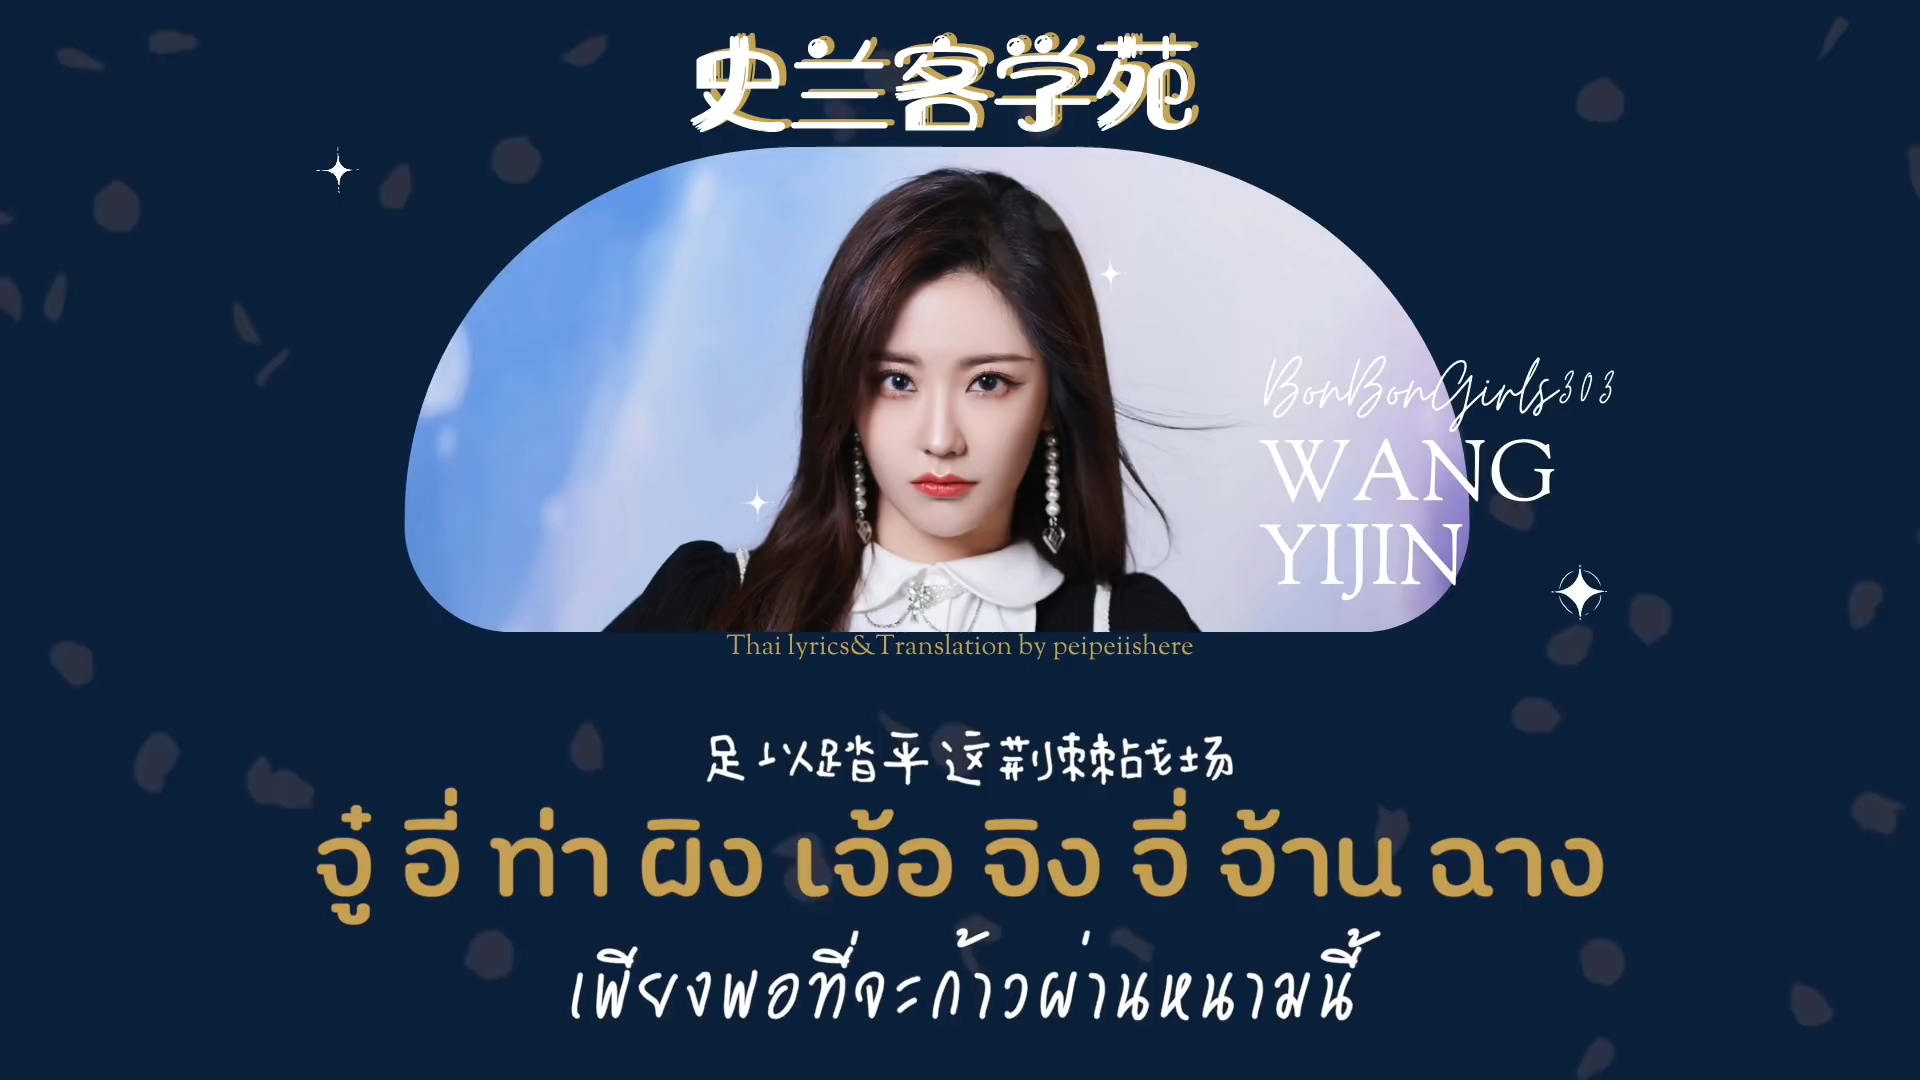 史兰客学苑
BonBonGirls303
WANG
YIJIN
Thai lyrics&Translation by peipeiishere
足以踏平这荆棘战场
จู๋ อี่ ท่า ผิง เจ้อ จิง จี่ จ้าน ฉาง
เพียงพอที่จะก้าวผ่านหนามนี้